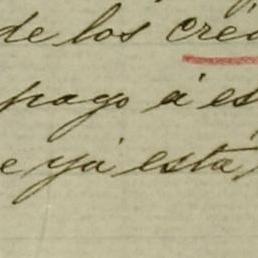 de los cré
pago á es
e ya está